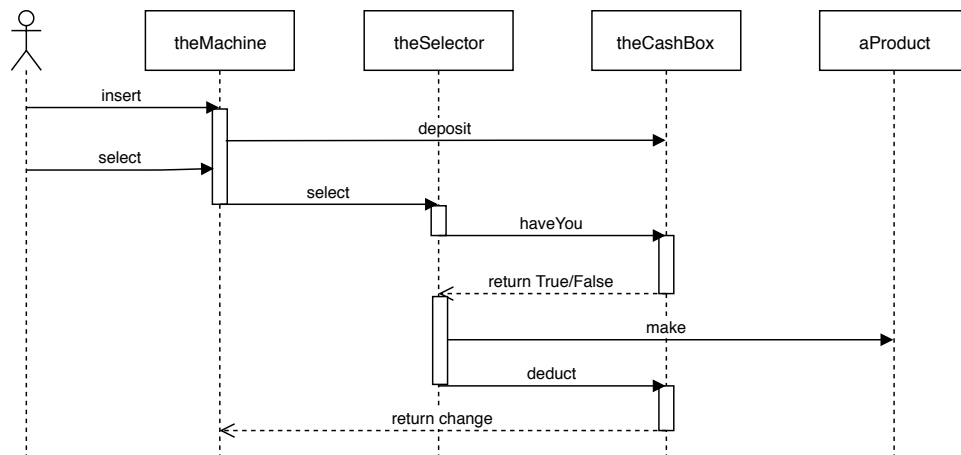 theMachine
theSelector
theCashBox
aProduct
insert
deposit
select
select
haveYou
return True/False
make
deduct
return change